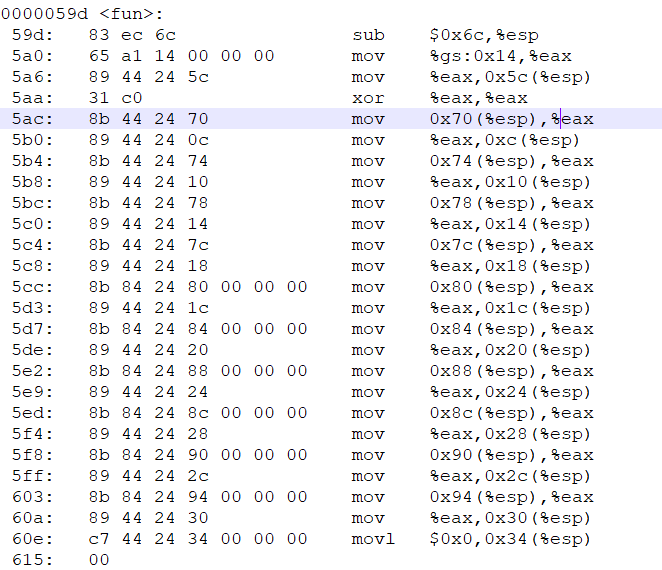 0000059d <fun>:
59d: 83 ec 6c sub $0x6c,%esp
5a0: 65 a1 14 00 00 00 mov %gs:0x14,%eax
5a6: 89 44 24 5c mov %eax,0x5c(%esp)
5aa: 31 c0 xor %eax,%eax
5ac: 8b 44 24 70 mov 0x70(%esp),%eax
5b0: 89 44 24 0c mov %eax,0xc(%esp)
5b4: 8b 44 24 74 mov 0x74(%esp),%eax
5b8: 89 44 24 10 mov %eax,0x10(%esp)
5bc: 8b 44 24 78 mov 0x78(%esp),%eax
5c0: 89 44 24 14 mov %eax,0x14(%esp)
5c4: 8b 44 24 7c mov 0x7c(%esp),%eax
5c8: 89 44 24 18 mov %eax,0x18(%esp)
5cc: 8b 84 24 80 00 00 00 mov 0x80(%esp),%eax
5d3: 89 44 24 1c mov %eax,0x1c(%esp)
5d7: 8b 84 24 84 00 00 00 mov 0x84(%esp),%eax
5de: 89 44 24 20 mov %eax,0x20(%esp)
5e2: 8b 84 24 88 00 00 00 mov 0x88(%esp),%eax
5e9: 89 44 24 24 mov %eax,0x24(%esp)
5ed: 8b 84 24 8c 00 00 00 mov 0x8c(%esp),%eax
5f4: 89 44 24 28 mov %eax,0x28(%esp)
5f8: 8b 84 24 90 00 00 00 mov 0x90(%esp),%eax
5ff: 89 44 24 2c mov %eax,0x2c(%esp)
603: 8b 84 24 94 00 00 00 mov 0x94(%esp),%eax
60a: 89 44 24 30 mov %eax,0x30(%esp)
60e: c7 44 24 34 00 00 00 movl $0x0,0x34(%esp)
615: 00